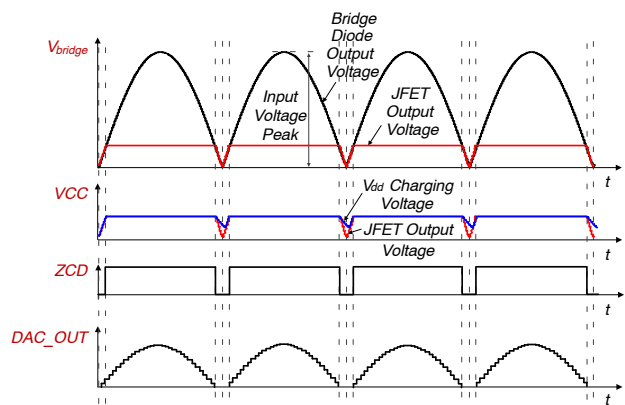 V_bridge
Bridge
Diode
Output
Voltage
Input
Voltage
Peak
JFET
Output
Voltage
t
VCC
V_dd Charging
Voltage
JFET Output
Voltage
t
ZCD
t
DAC_OUT
t